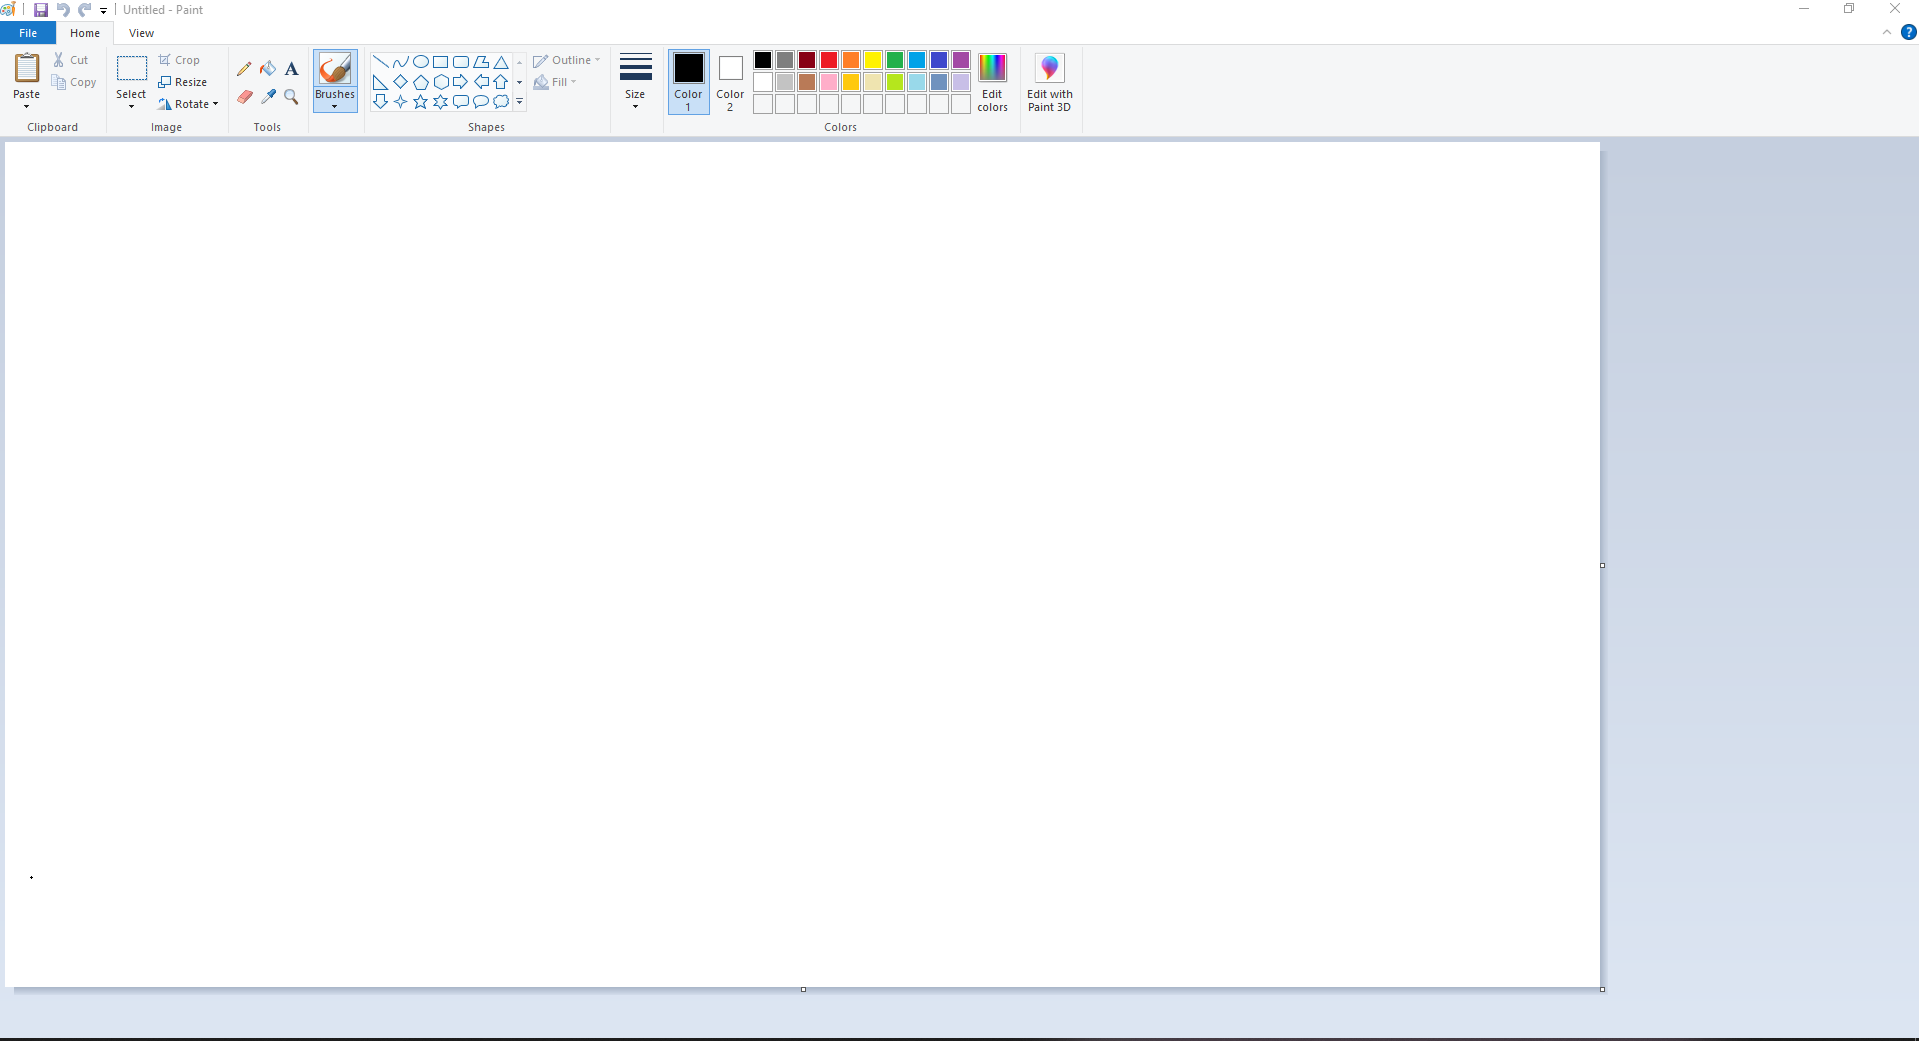 Untitled - Paint
File Home View
Paste
Cut
Copy
Clipboard
Select
Crop
Resize
Rotate
Image
A
Tools
Brushes
Shapes
Outline
Fill
Size
Color 1
Color 2
Edit colors
Colors
Edit with Paint 3D
?